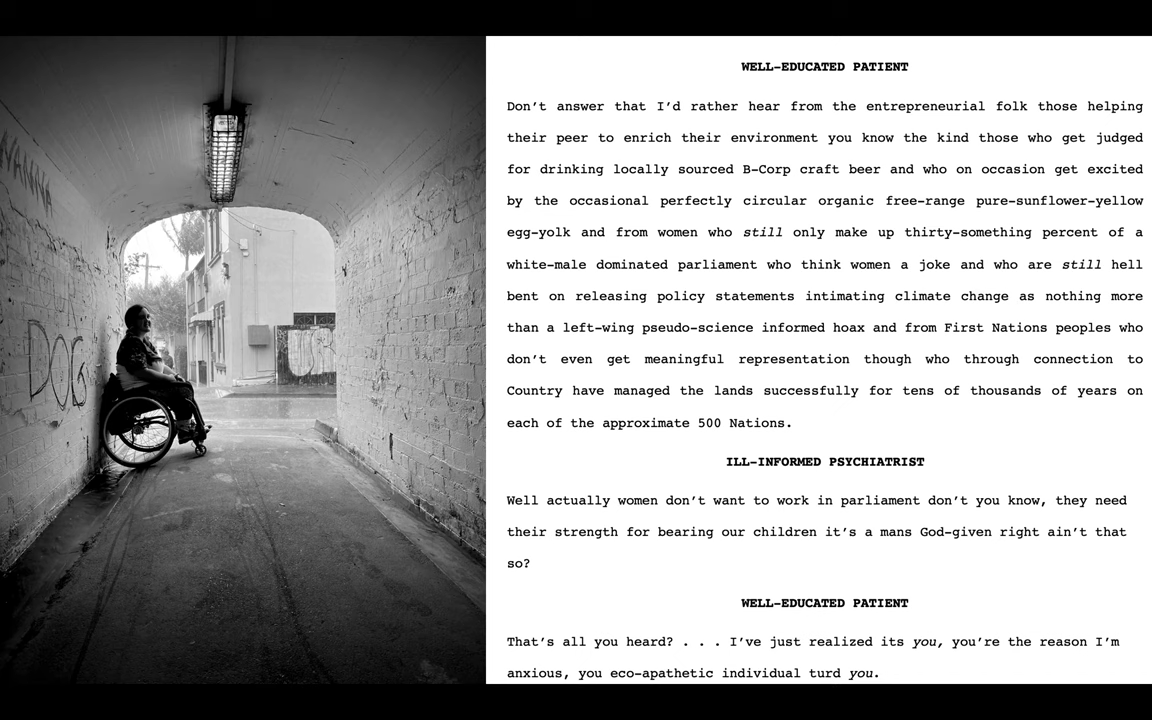 DOG
WELL-EDUCATED PATIENT
Don't answer that I'd rather hear from the entrepreneurial folk those helping
their peer to enrich their environment you know the kind those who get judged
for drinking locally sourced B-Corp craft beer and who on occasion get excited
by the occasional perfectly circular organic free-range pure-sunflower-yellow
egg-yolk and from women who still only make up thirty-something percent of a
white-male dominated parliament who think women a joke and who are still hell
bent on releasing policy statements intimating climate change as nothing more
than a left-wing pseudo-science informed hoax and from First Nations peoples who
don't even get meaningful representation though who through connection to
Country have managed the lands successfully for tens of thousands of years on
each of the approximate 500 Nations.
ILL-INFORMED PSYCHIATRIST
Well actually women don't want to work in parliament don't you know, they need
their strength for bearing our children it's a mans God-given right ain't that
so?
WELL-EDUCATED PATIENT
That's all you heard? . . . I've just realized its you, you're the reason I'm
anxious, you eco-apathetic individual turd you.